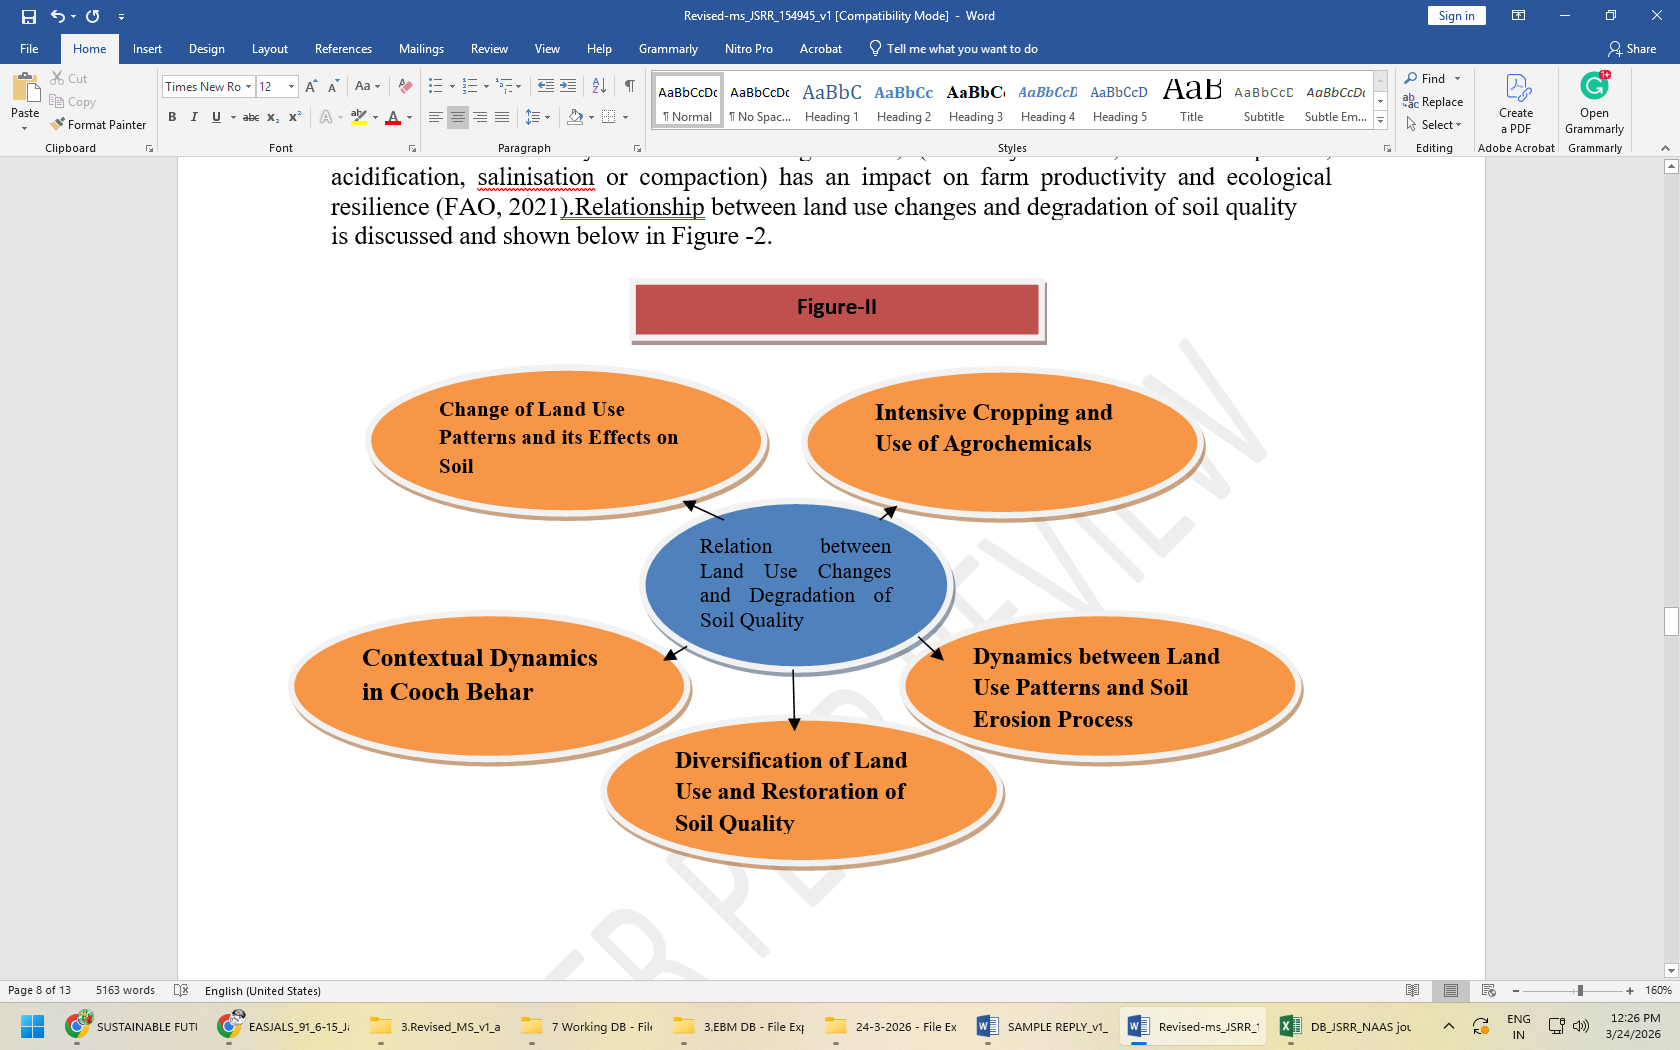 Revised-ms_JSRR_154945_v1 [Compatibility Mode] - Word
Sign in
File Home Insert Design Layout References Mailings Review View Help Grammarly Nitro Pro Acrobat Tell me what you want to do Share
Paste
Cut
Copy
Format Painter
Clipboard
Times New Ro 12
Font
Paragraph
AaBbCcDc AaBbCcDc AaBbC AaBbCc AaBbC AaBbCcD AaBbCcD AaB AaBbCcD AaBbCcDc
¶ Normal ¶ No Spac... Heading 1 Heading 2 Heading 3 Heading 4 Heading 5 Title Subtitle Subtle Em...
Styles
Find
Replace
Select
Editing
Create
a PDF
Adobe Acrobat
Open
Grammarly
Grammarly
acidification, salinisation or compaction) has an impact on farm productivity and ecological
resilience (FAO, 2021).Relationship between land use changes and degradation of soil quality
is discussed and shown below in Figure -2.
Figure-II
Change of Land Use
Patterns and its Effects on
Soil
Intensive Cropping and
Use of Agrochemicals
Relation between
Land Use Changes
and Degradation of
Soil Quality
Contextual Dynamics
in Cooch Behar
Dynamics between Land
Use Patterns and Soil
Erosion Process
Diversification of Land
Use and Restoration of
Soil Quality
ER PEER REVIEW
Page 8 of 13 5163 words English (United States) 160%
SUSTAINABLE FUTU
EASJALS_91_6-15_Ja
3.Revised_MS_v1_a
7 Working DB - File
3.EBM DB - File Exp
24-3-2026 - File Ex
SAMPLE REPLY_v1_
Revised-ms_JSRR_1
DB_JSRR_NAAS jou
ENG
IN
12:26 PM
3/24/2026